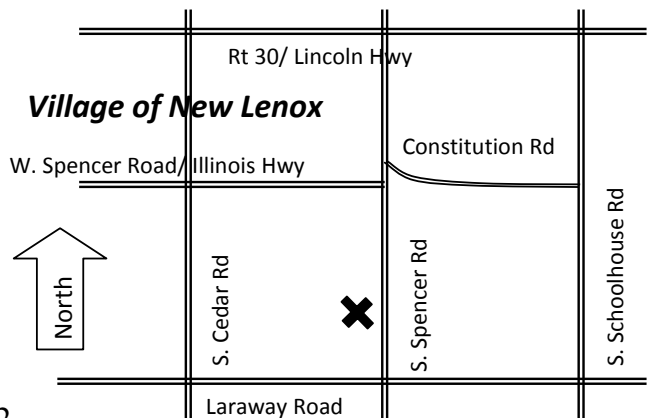 Rt 30/ Lincoln Hwy
Village of New Lenox
Constitution Rd
W. Spencer Road/ Illinois Hwy
North
S. Cedar Rd
S. Spencer Rd
S. Schoolhouse Rd
Laraway Road